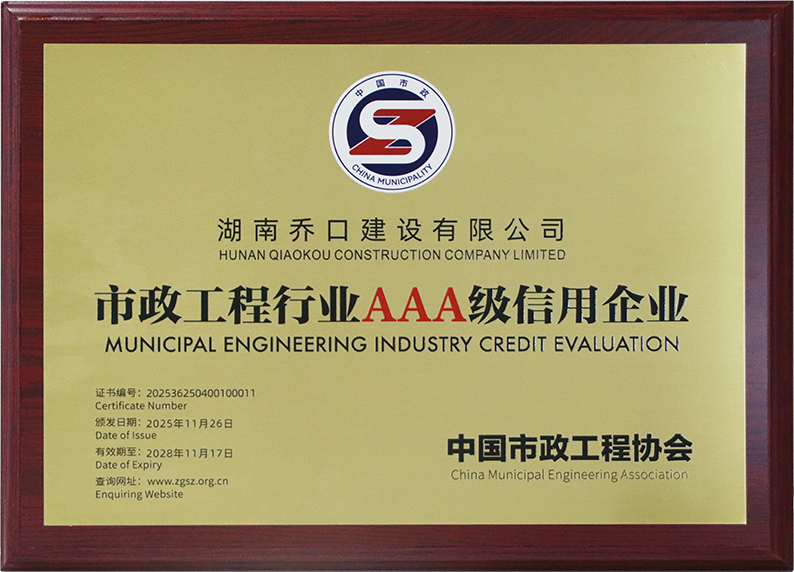 中国市政
CHINA MUNICIPALITY
湖南乔口建设有限公司
HUNAN QIAOKOU CONSTRUCTION COMPANY LIMITED
市政工程行业AAA级信用企业
MUNICIPAL ENGINEERING INDUSTRY CREDIT EVALUATION
证书编号：202536250400100011
Certificate Number
颁发日期：2025年11月26日
Date of Issue
有效期至：2028年11月17日
Date of Expiry
查询网址：www.zgsz.org.cn
Enquiring Website
中国市政工程协会
China Municipal Engineering Association